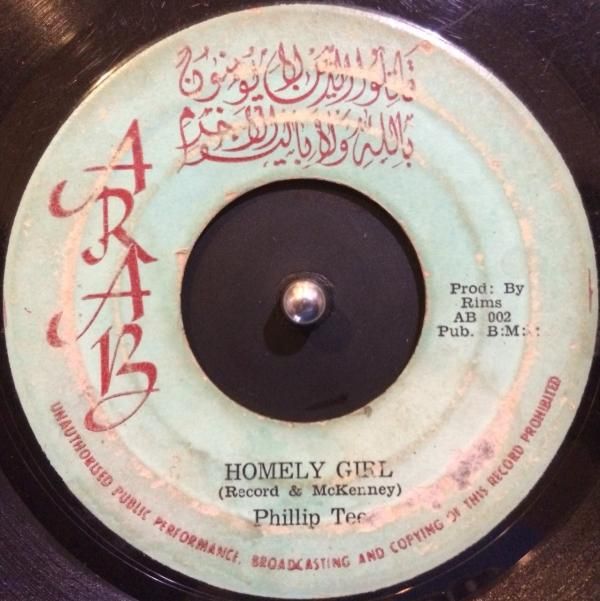 قاتلوا الذين لا يؤمنون
بالله ولا باليوم الآخر
ARAB
Prod: By
Rims
AB 002
Pub. B:M:
HOMELY GIRL
(Record & McKenney)
Phillip Tee
UNAUTHORISED PUBLIC PERFORMANCE, BROADCASTING AND COPYING OF THIS RECORD PROHIBITED